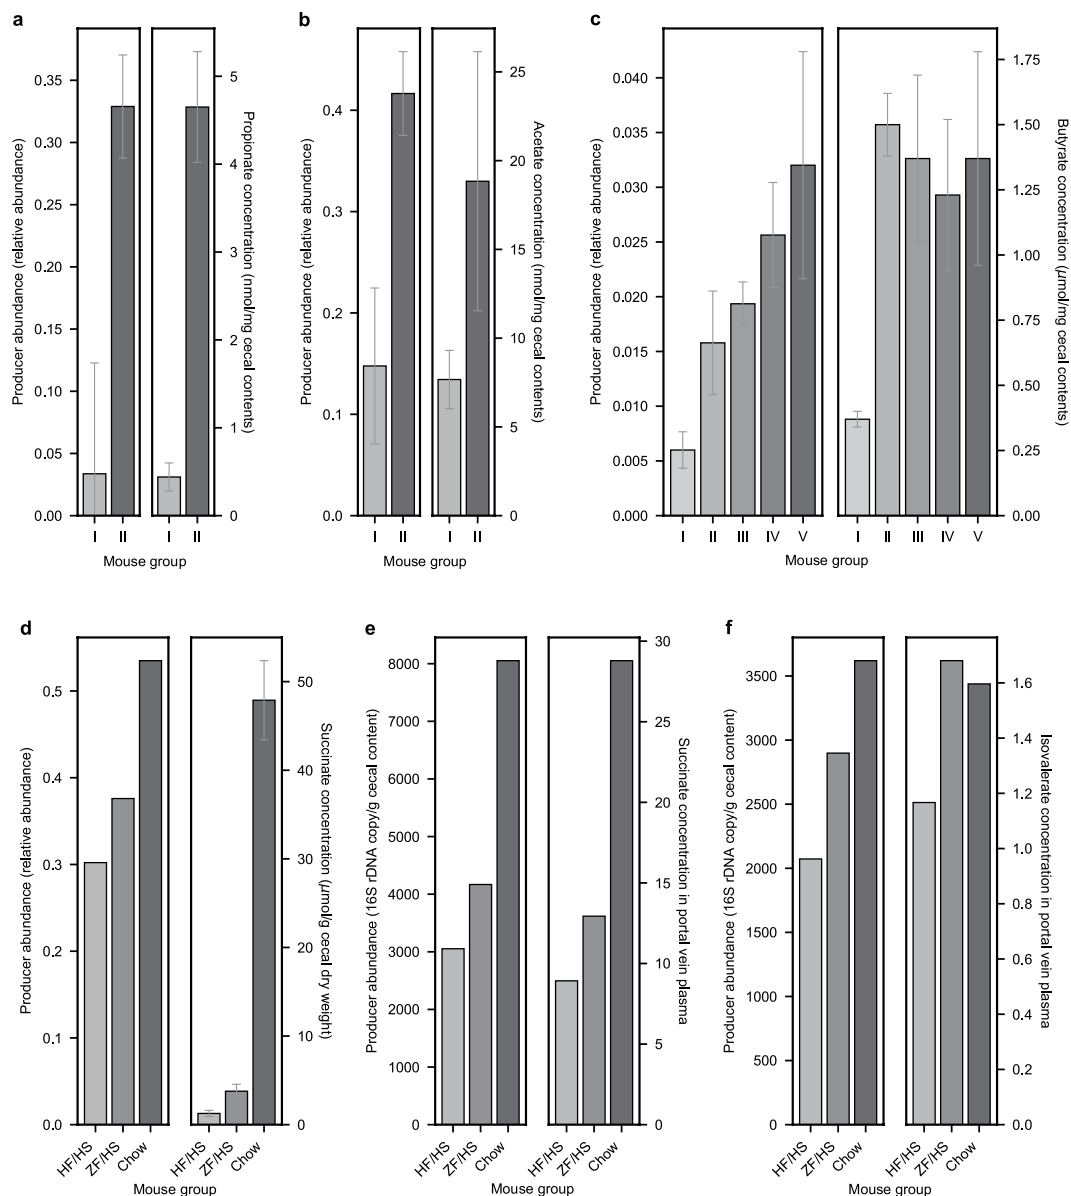 a
Producer abundance (relative abundance)
0.35
0.30
0.25
0.20
0.15
0.10
0.05
0.00
I II
I II
Mouse group
5
4
3
2
1
0
Propionate concentration (nmol/mg cecal contents)
b
Producer abundance (relative abundance)
0.4
0.3
0.2
0.1
0.0
I II
I II
Mouse group
25
20
15
10
5
0
Acetate concentration (nmol/mg cecal contents)
c
Producer abundance (relative abundance)
0.040
0.035
0.030
0.025
0.020
0.015
0.010
0.005
0.000
I II III IV V
I II III IV V
Mouse group
1.75
1.50
1.25
1.00
0.75
0.50
0.25
0.00
Butyrate concentration (μmol/mg cecal contents)
d
Producer abundance (relative abundance)
0.5
0.4
0.3
0.2
0.1
0.0
HF/HS ZF/HS Chow
HF/HS ZF/HS Chow
Mouse group
50
40
30
20
10
0
Succinate concentration (μmol/g cecal dry weight)
e
Producer abundance (16S rDNA copy/g cecal content)
8000
7000
6000
5000
4000
3000
2000
1000
0
HF/HS ZF/HS Chow
HF/HS ZF/HS Chow
Mouse group
30
25
20
15
10
5
0
Succinate concentration in portal vein plasma
f
Producer abundance (16S rDNA copy/g cecal content)
3500
3000
2500
2000
1500
1000
500
0
HF/HS ZF/HS Chow
HF/HS ZF/HS Chow
Mouse group
1.6
1.4
1.2
1.0
0.8
0.6
0.4
0.2
0.0
Isovalerate concentration in portal vein plasma